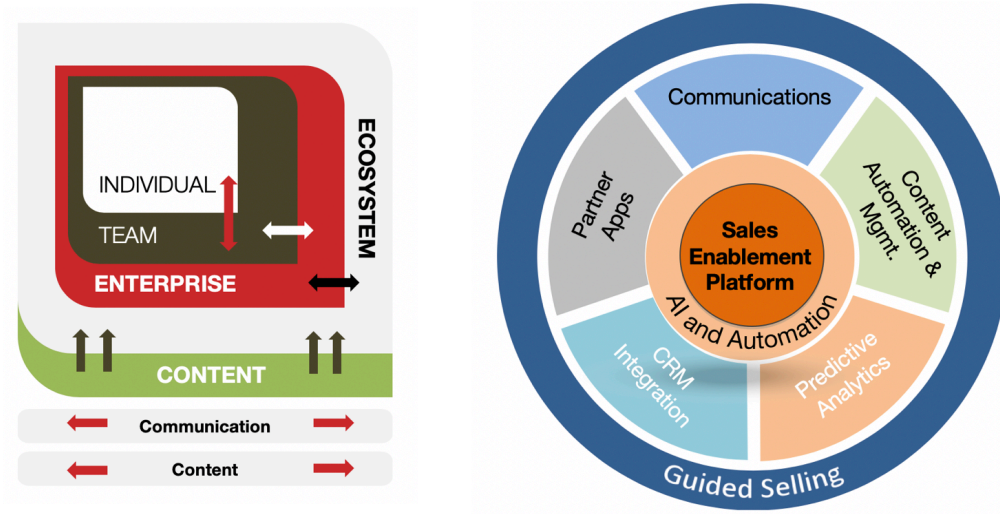 INDIVIDUAL
TEAM
ENTERPRISE
ECOSYSTEM
CONTENT
Communication
Content
Communications
Partner
Apps
Content
Automation &
Mgmt.
Sales
Enablement
Platform
AI and Automation
CRM
Integration
Predictive
Analytics
Guided Selling